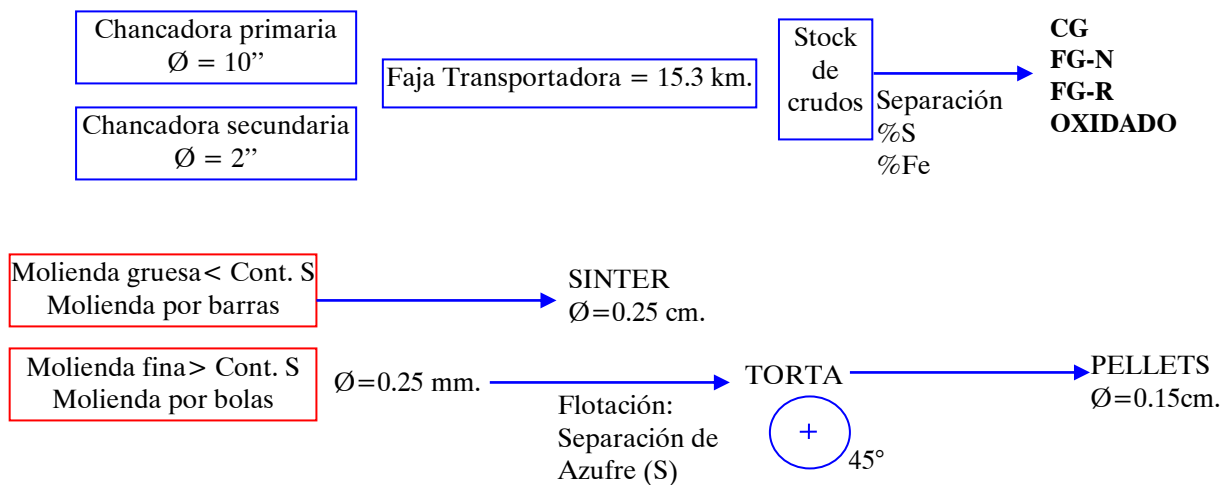 Chancadora primaria
Ø = 10”
Chancadora secundaria
Ø = 2”
Faja Transportadora = 15.3 km.
Stock
de
crudos
Separación
%S
%Fe
CG
FG-N
FG-R
OXIDADO
Molienda gruesa< Cont. S
Molienda por barras
SINTER
Ø=0.25 cm.
Molienda fina> Cont. S
Molienda por bolas
Ø=0.25 mm.
Flotación:
Separación de
Azufre (S)
TORTA
+
45°
PELLETS
Ø=0.15cm.